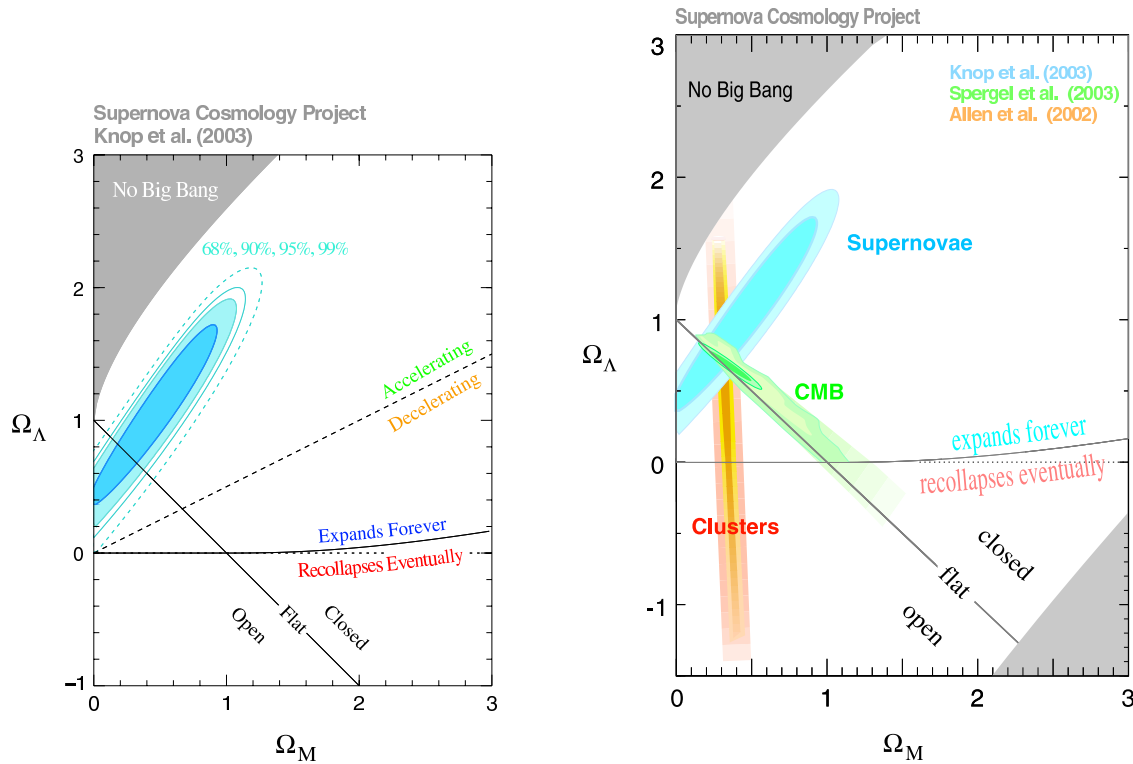 Supernova Cosmology Project
Knop et al. (2003)
3
No Big Bang
68%, 90%, 95%, 99%
2
Accelerating
Decelerating
1
Ω_Λ
Expands Forever
0
Recollapses Eventually
Open
Flat
Closed
-1
0
1
2
3
Ω_M
Supernova Cosmology Project
3
Knop et al. (2003)
Spergel et al. (2003)
Allen et al. (2002)
No Big Bang
2
Supernovae
1
Ω_Λ
CMB
expands forever
0
recollapses eventually
Clusters
closed
flat
open
-1
0
1
2
3
Ω_M